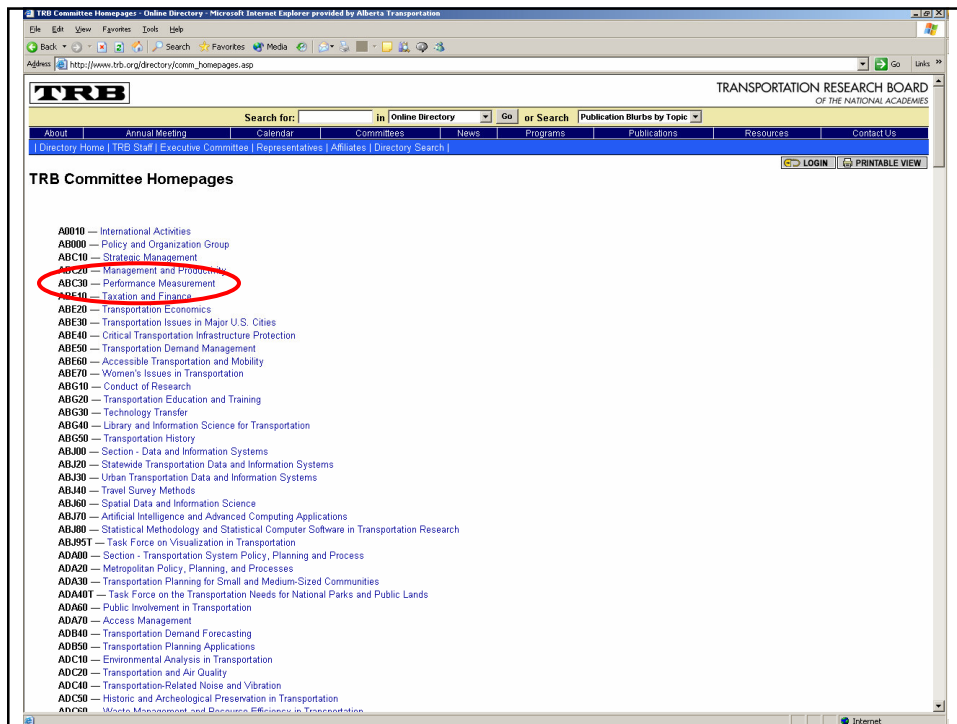 TRB Committee Homepages - Online Directory - Microsoft Internet Explorer provided by Alberta Transportation
File Edit View Favorites Tools Help
Back Search Favorites Media
Address http://www.trb.org/directory/comm_homepages.asp Go Links »
TRB TRANSPORTATION RESEARCH BOARD
OF THE NATIONAL ACADEMIES
Search for: in Online Directory Go or Search Publication Blurbs by Topic
About Annual Meeting Calendar Committees News Programs Publications Resources Contact Us
| Directory Home | TRB Staff | Executive Committee | Representatives | Affiliates | Directory Search |
LOGIN PRINTABLE VIEW
TRB Committee Homepages
A0010 — International Activities
AB000 — Policy and Organization Group
ABC10 — Strategic Management
ABC20 — Management and Productivity
ABC30 — Performance Measurement
ABE10 — Taxation and Finance
ABE20 — Transportation Economics
ABE30 — Transportation Issues in Major U.S. Cities
ABE40 — Critical Transportation Infrastructure Protection
ABE50 — Transportation Demand Management
ABE60 — Accessible Transportation and Mobility
ABE70 — Women's Issues in Transportation
ABG10 — Conduct of Research
ABG20 — Transportation Education and Training
ABG30 — Technology Transfer
ABG40 — Library and Information Science for Transportation
ABG50 — Transportation History
ABJ00 — Section - Data and Information Systems
ABJ20 — Statewide Transportation Data and Information Systems
ABJ30 — Urban Transportation Data and Information Systems
ABJ40 — Travel Survey Methods
ABJ60 — Spatial Data and Information Science
ABJ70 — Artificial Intelligence and Advanced Computing Applications
ABJ80 — Statistical Methodology and Statistical Computer Software in Transportation Research
ABJ95T — Task Force on Visualization in Transportation
ADA00 — Section - Transportation System Policy, Planning and Process
ADA20 — Metropolitan Policy, Planning, and Processes
ADA30 — Transportation Planning for Small and Medium-Sized Communities
ADA40T — Task Force on the Transportation Needs for National Parks and Public Lands
ADA60 — Public Involvement in Transportation
ADA70 — Access Management
ADB40 — Transportation Demand Forecasting
ADB50 — Transportation Planning Applications
ADC10 — Environmental Analysis in Transportation
ADC20 — Transportation and Air Quality
ADC40 — Transportation-Related Noise and Vibration
ADC50 — Historic and Archeological Preservation in Transportation
ADC60 — Waste Management and Resource Efficiency in Transportation
Internet